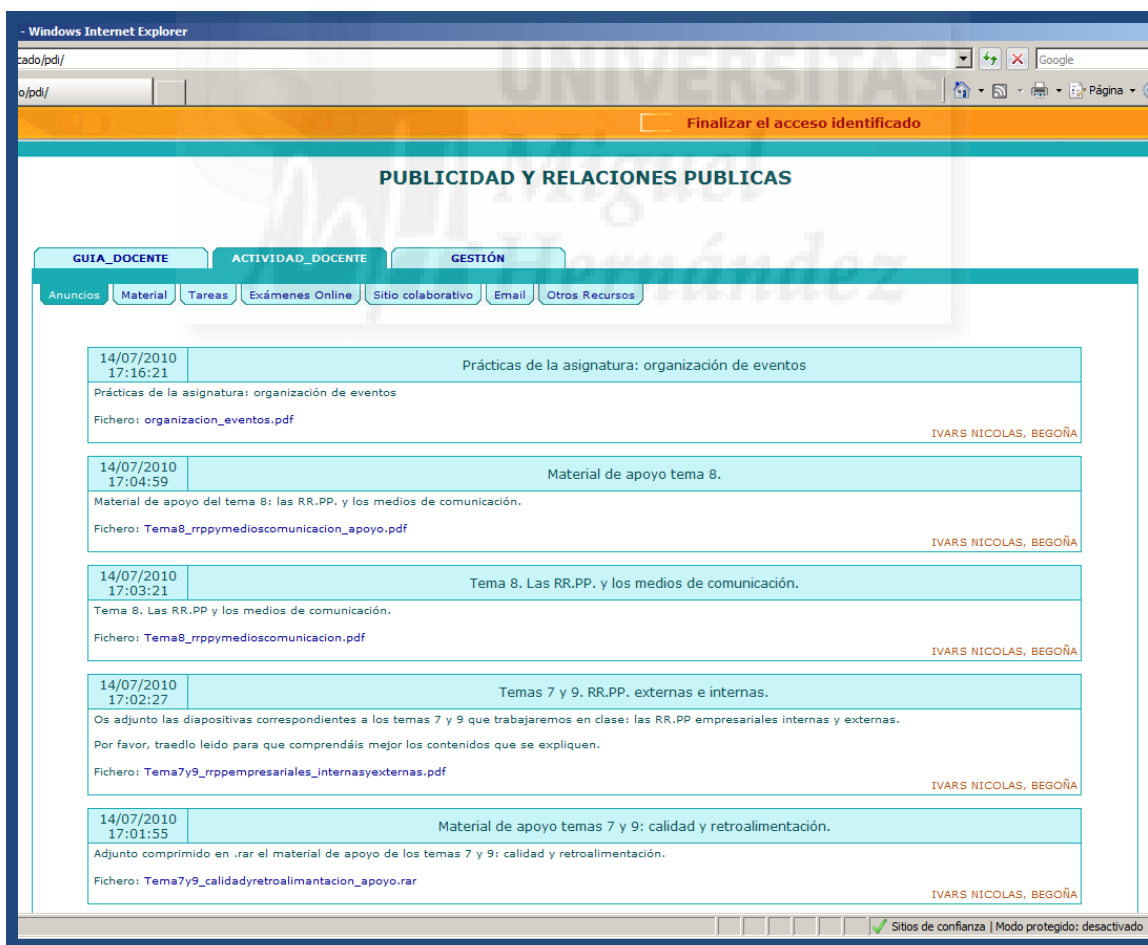 - Windows Internet Explorer
cado/pdi/
Google
o/pdi/
Página
Finalizar el acceso identificado
UNIVERSITAS
Miguel
Hernández
PUBLICIDAD Y RELACIONES PUBLICAS
GUIA_DOCENTE ACTIVIDAD_DOCENTE GESTIÓN
Anuncios Material Tareas Exámenes Online Sitio colaborativo Email Otros Recursos
14/07/2010
17:16:21
Prácticas de la asignatura: organización de eventos
Prácticas de la asignatura: organización de eventos
Fichero: organizacion_eventos.pdf
IVARS NICOLAS, BEGOÑA
14/07/2010
17:04:59
Material de apoyo tema 8.
Material de apoyo del tema 8: las RR.PP. y los medios de comunicación.
Fichero: Tema8_rrppymedioscomunicacion_apoyo.pdf
IVARS NICOLAS, BEGOÑA
14/07/2010
17:03:21
Tema 8. Las RR.PP. y los medios de comunicación.
Tema 8. Las RR.PP y los medios de comunicación.
Fichero: Tema8_rrppymedioscomunicacion.pdf
IVARS NICOLAS, BEGOÑA
14/07/2010
17:02:27
Temas 7 y 9. RR.PP. externas e internas.
Os adjunto las diapositivas correspondientes a los temas 7 y 9 que trabajaremos en clase: las RR.PP empresariales internas y externas.
Por favor, traedlo leido para que comprendáis mejor los contenidos que se expliquen.
Fichero: Tema7y9_rrppempresariales_internasyexternas.pdf
IVARS NICOLAS, BEGOÑA
14/07/2010
17:01:55
Material de apoyo temas 7 y 9: calidad y retroalimentación.
Adjunto comprimido en .rar el material de apoyo de los temas 7 y 9: calidad y retroalimentación.
Fichero: Tema7y9_calidadyretroalimantacion_apoyo.rar
IVARS NICOLAS, BEGOÑA
Sitios de confianza | Modo protegido: desactivado